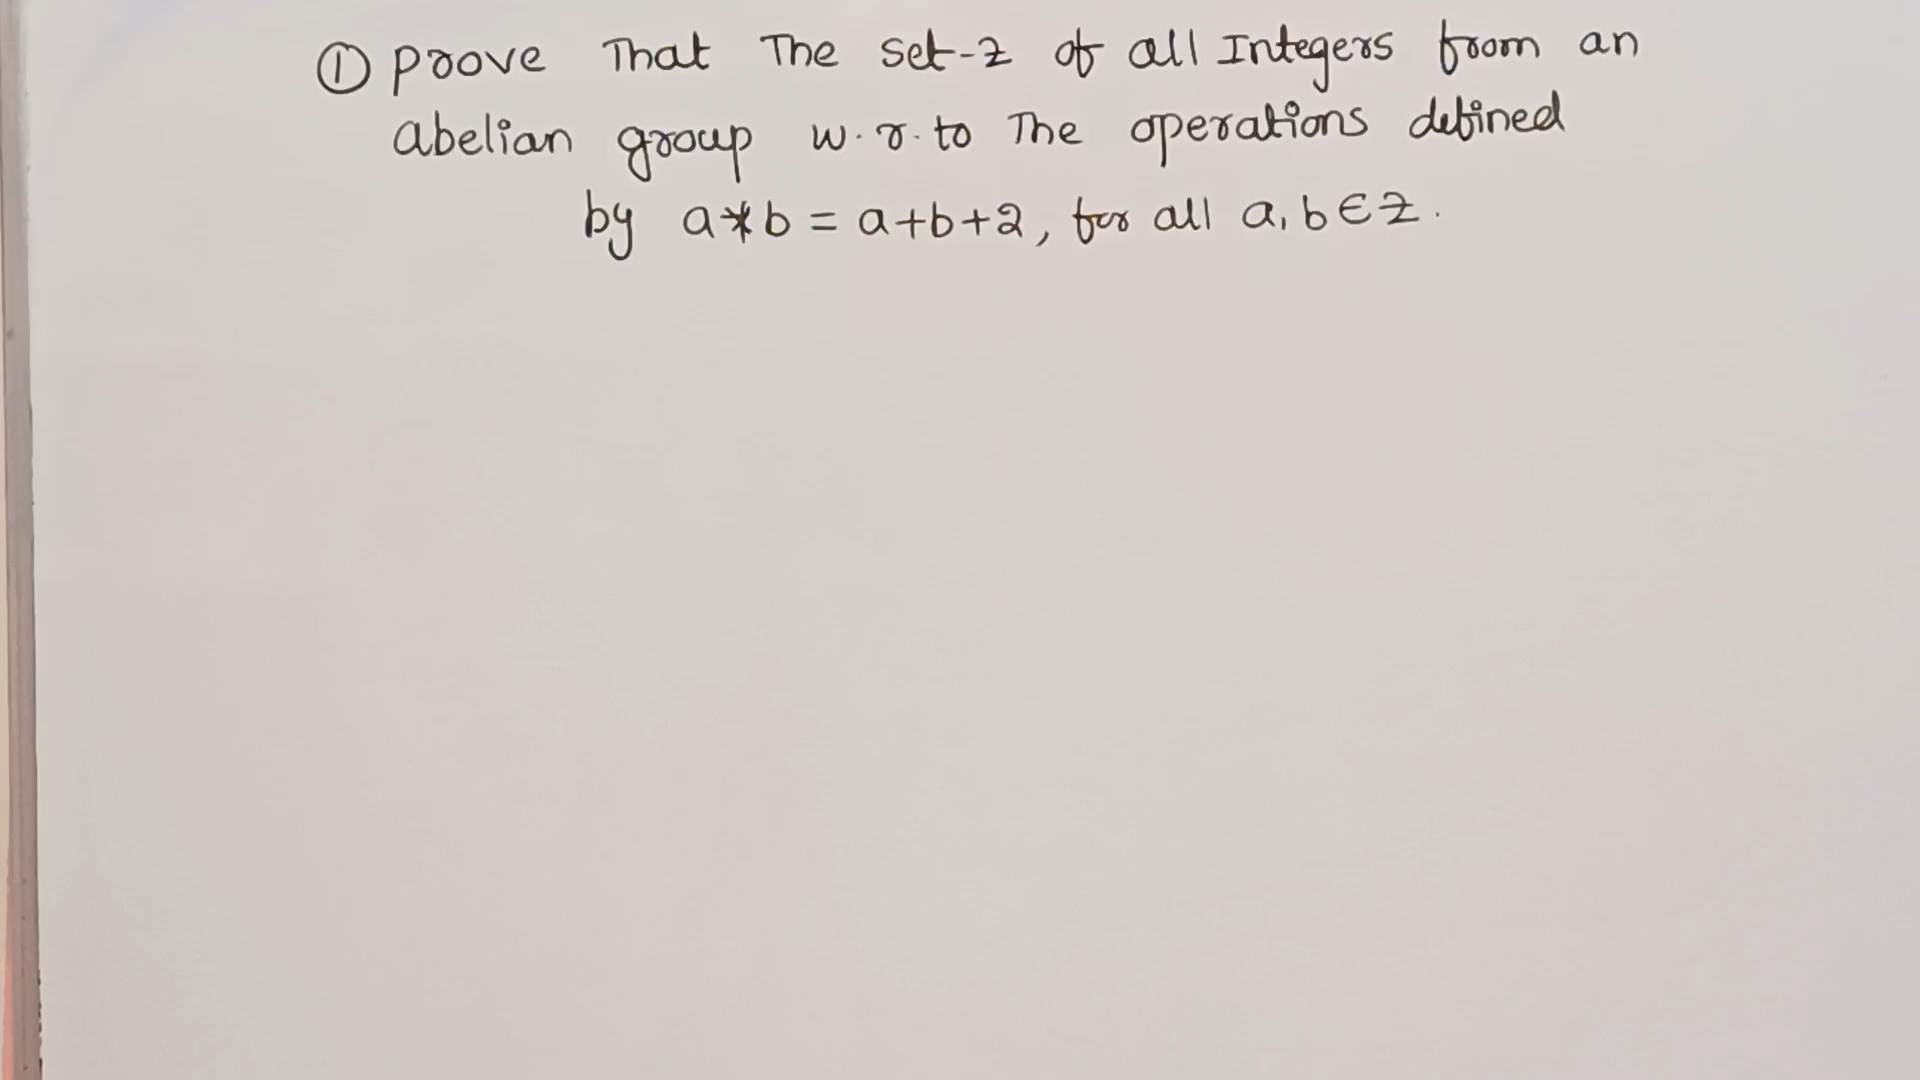 ① prove That The set-z of all Integers from an
abelian group w.r.to The operations defined
by a*b = a+b+2, for all a, b ∈ Z.